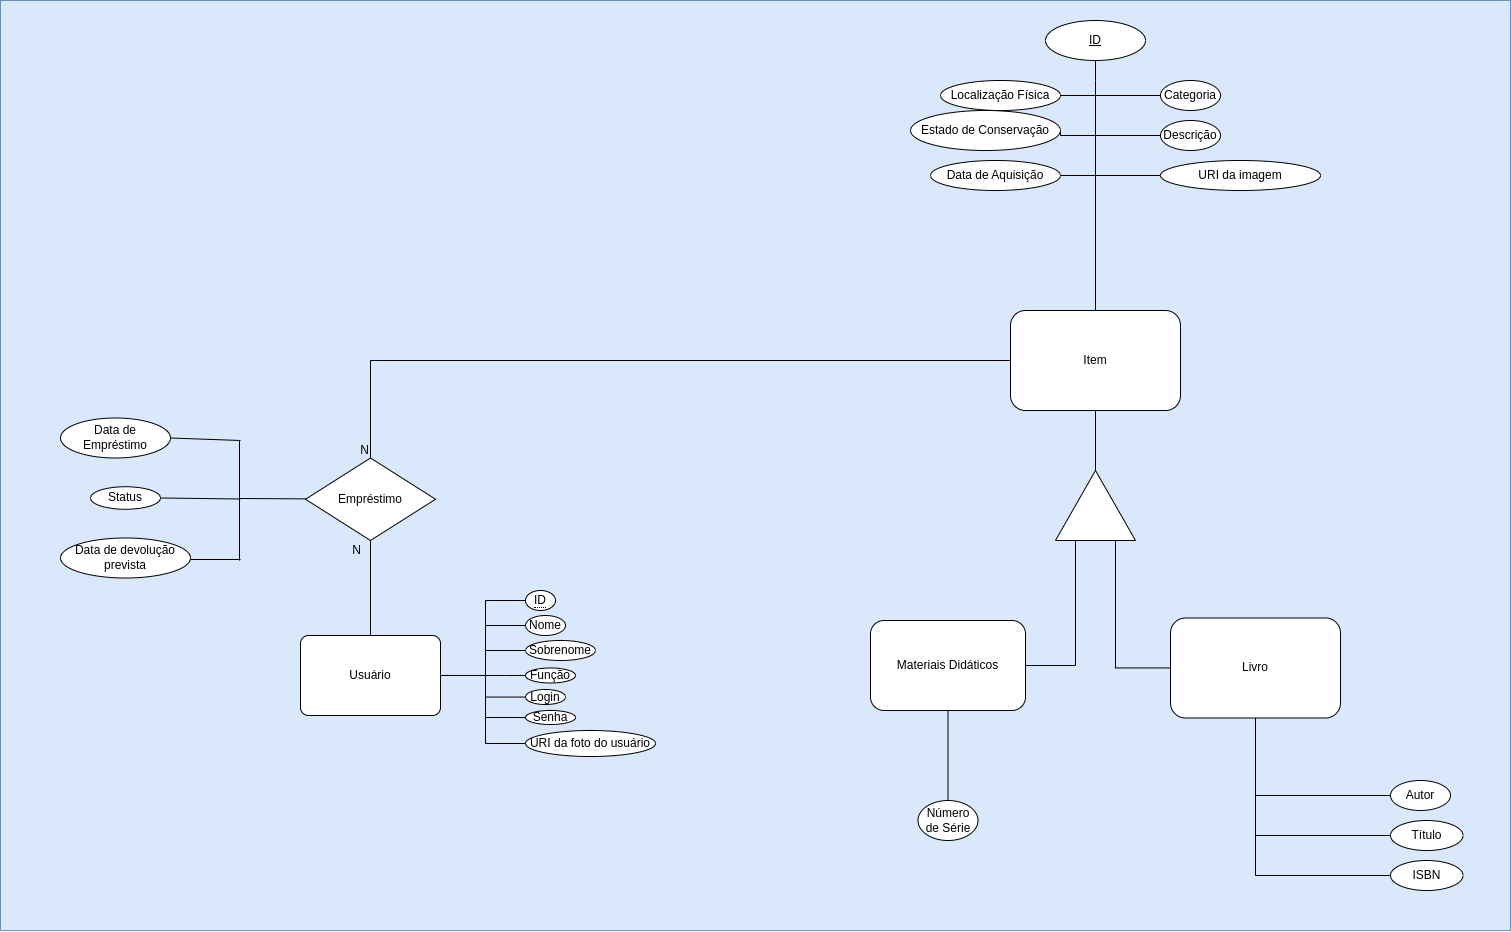 ID
Localização Física
Categoria
Estado de Conservação
Descrição
Data de Aquisição
URI da imagem
Item
Data de
Empréstimo
N
Status
Empréstimo
Data de devolução
prevista
N
ID
Nome
Sobrenome
Usuário
Função
Login
Senha
URI da foto do usuário
Materiais Didáticos
Livro
Número
de Série
Autor
Título
ISBN